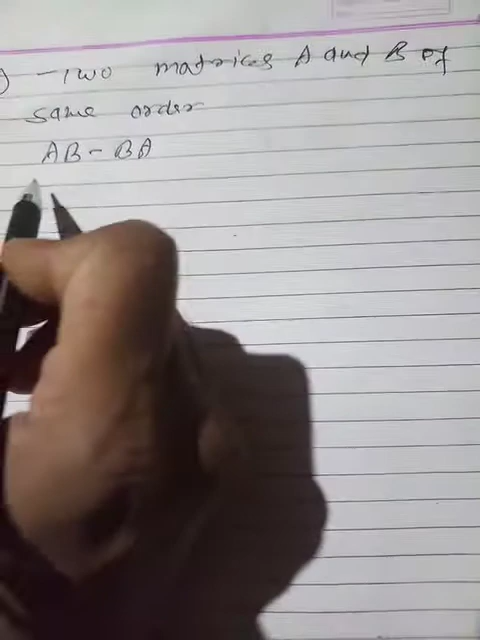 ) - Two matrices A and B of
same order
AB - BA